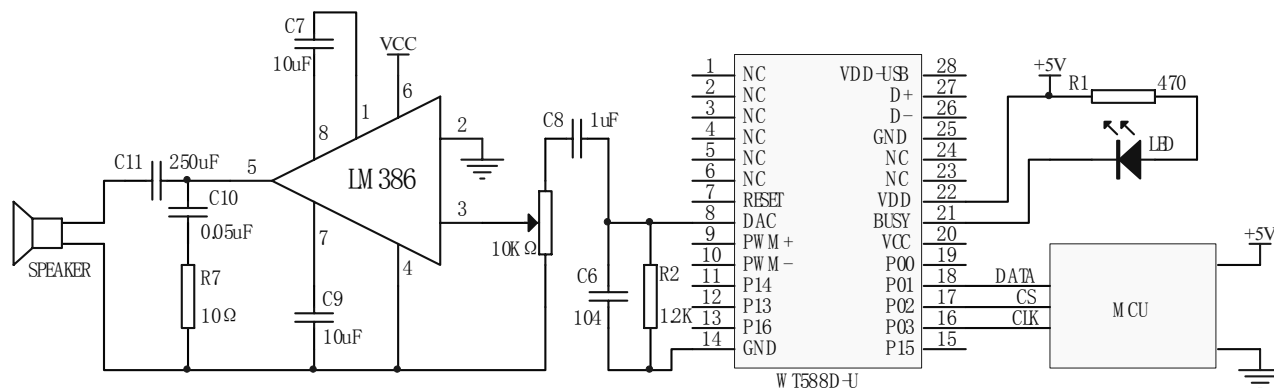 C7
10uF
VCC
6
1
8
2
C8
1uF
C11
250uF
5
LM386
C10
0.05uF
3
7
10KΩ
SPEAKER
R7
10Ω
4
C9
10uF
C6
104
R2
1.2K
1 NC VDD-USB 28
2 NC D+ 27
3 NC D- 26
4 NC GND 25
5 NC NC 24
6 NC NC 23
7 RESET VDD 22
8 DAC BUSY 21
9 PWM+ VCC 20
10 PWM- P00 19
11 P14 P01 18
12 P13 P02 17
13 P16 P03 16
14 GND P15 15
WT588D-U
+5V
R1
470
LED
DATA
CS
CLK
MCU
+5V